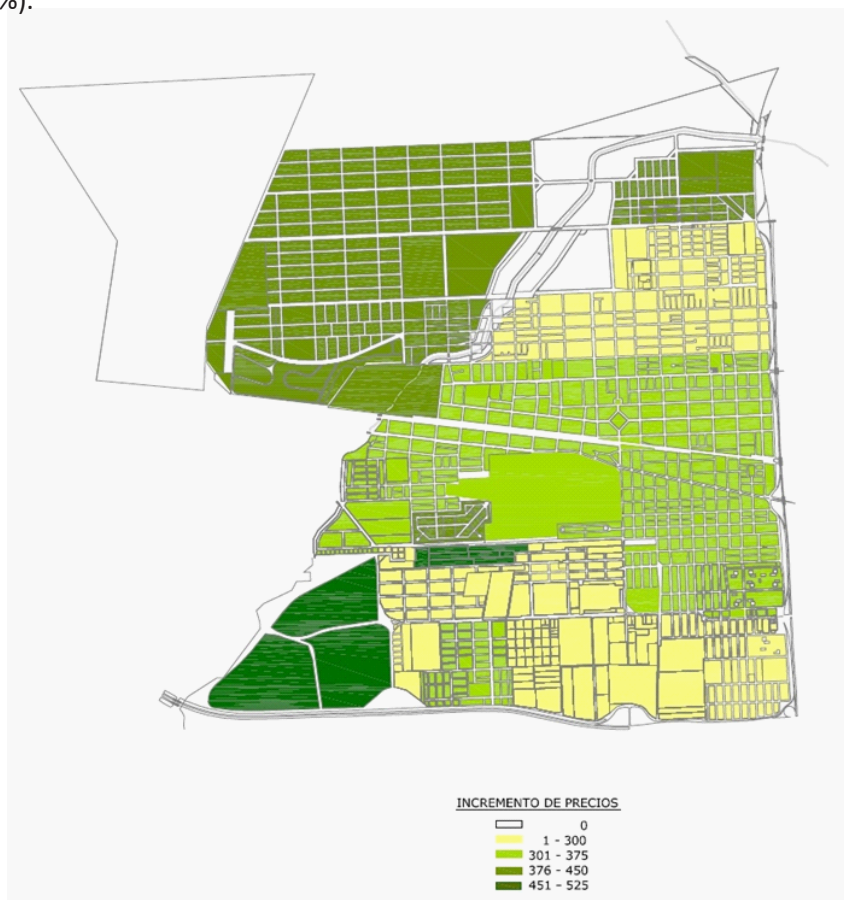 %).
INCREMENTO DE PRECIOS
0
1 - 300
301 - 375
376 - 450
451 - 525